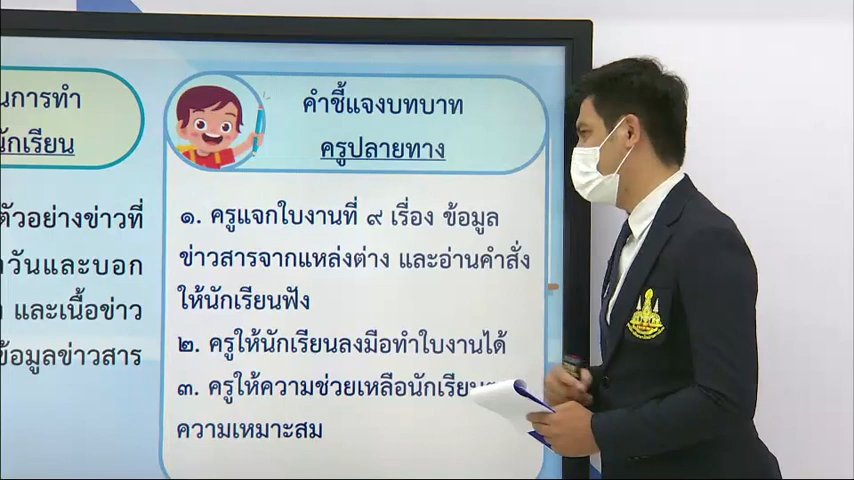 นการทำ
นักเรียน
ตัวอย่างข่าวที่
วันและบอก
และเนื้อข่าว
ข้อมูลข่าวสาร
คำชี้แจงบทบาท
ครูปลายทาง
๑. ครูแจกใบงานที่ ๙ เรื่อง ข้อมูล
ข่าวสารจากแหล่งต่าง และอ่านคำสั่ง
ให้นักเรียนฟัง
๒. ครูให้นักเรียนลงมือทำใบงานได้
๓. ครูให้ความช่วยเหลือนักเรียน
ความเหมาะสม